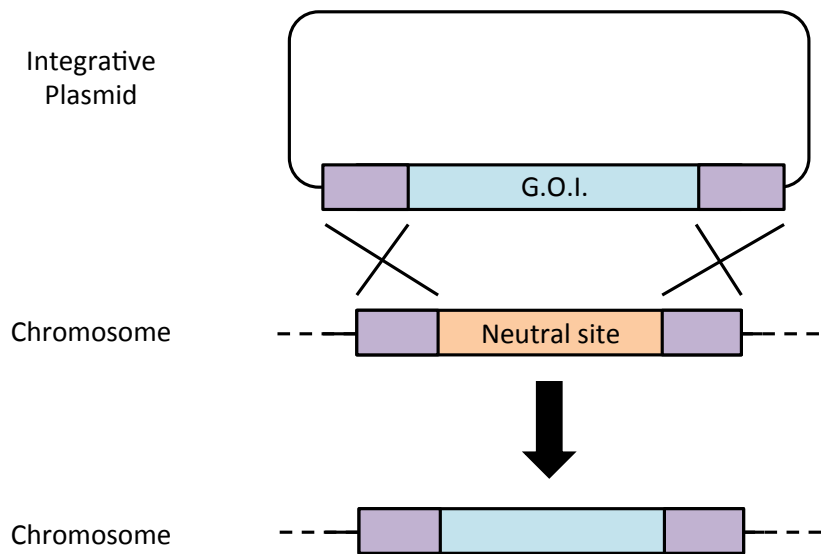 Integrative
Plasmid
G.O.I.
Chromosome
Neutral site
Chromosome